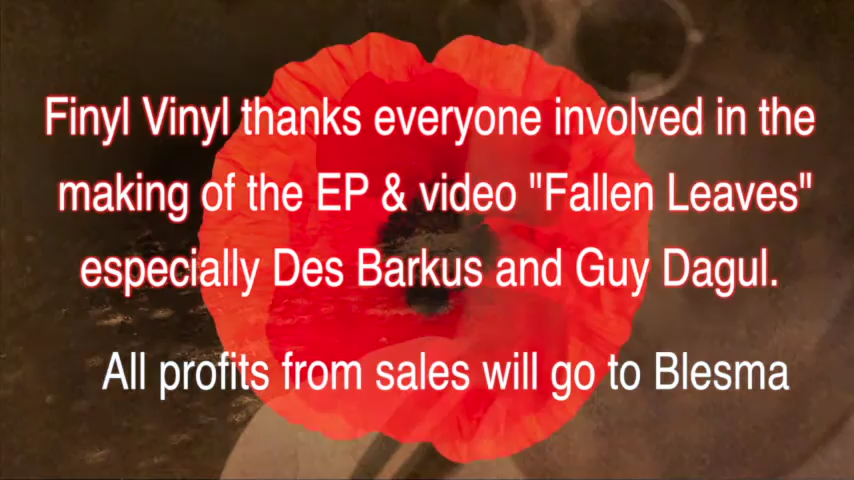 Finyl Vinyl thanks everyone involved in the
making of the EP & video "Fallen Leaves"
especially Des Barkus and Guy Dagul.
All profits from sales will go to Blesma